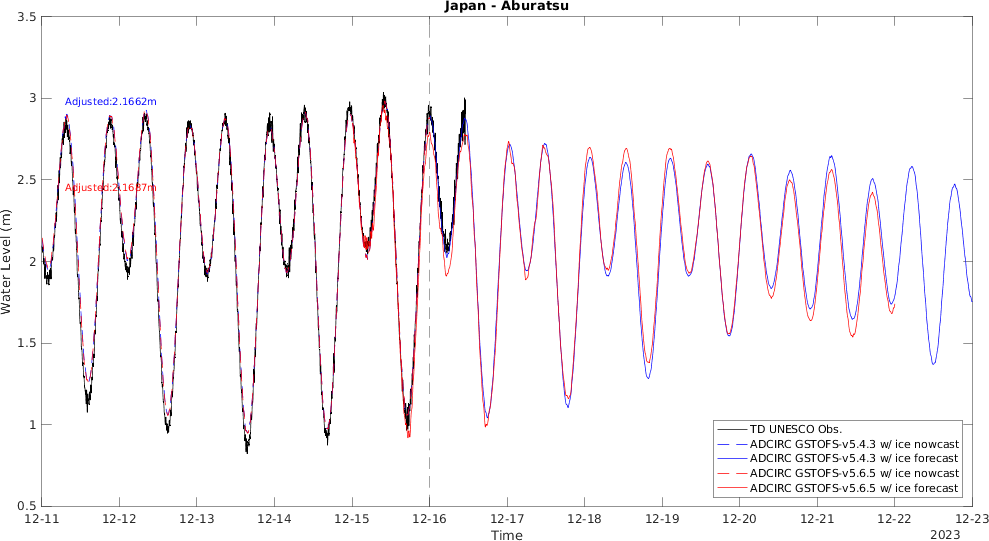 Japan - Aburatsu
3.5
3
2.5
2
1.5
1
0.5
Water Level (m)
Adjusted:2.1662m
Adjusted:2.1687m
TD UNESCO Obs.
ADCIRC GSTOFS-v5.4.3 w/ ice nowcast
ADCIRC GSTOFS-v5.4.3 w/ ice forecast
ADCIRC GSTOFS-v5.6.5 w/ ice nowcast
ADCIRC GSTOFS-v5.6.5 w/ ice forecast
12-11 12-12 12-13 12-14 12-15 12-16 12-17 12-18 12-19 12-20 12-21 12-22 12-23
Time
2023